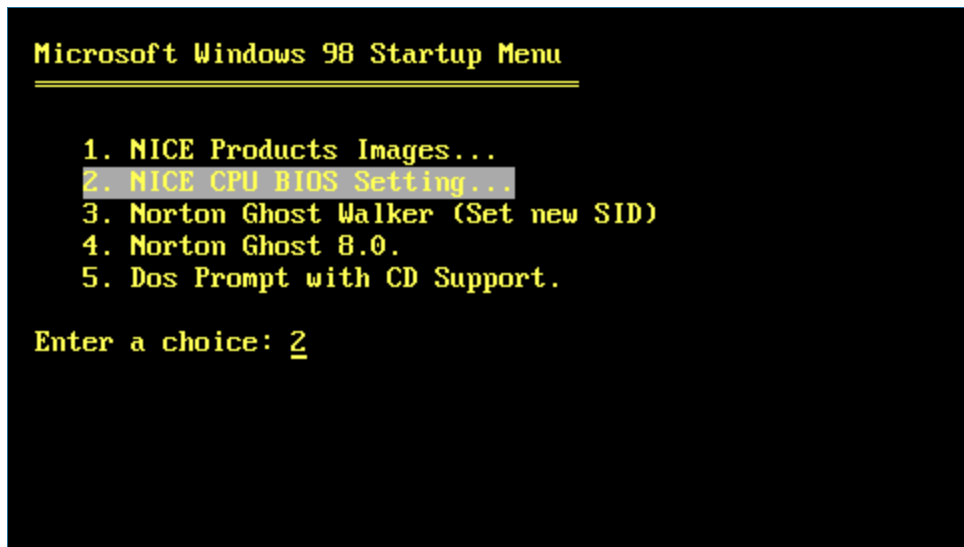 Microsoft Windows 98 Startup Menu
1. NICE Products Images...
2. NICE CPU BIOS Setting...
3. Norton Ghost Walker (Set new SID)
4. Norton Ghost 8.0.
5. Dos Prompt with CD Support.
Enter a choice: 2